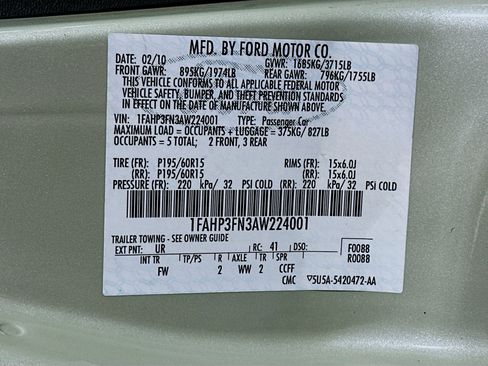 MFD. BY FORD MOTOR CO.
DATE: 02/10 GVWR: 1685KG/3715LB
FRONT GAWR: 895KG/1974LB REAR GAWR: 796KG/1755LB
THIS VEHICLE CONFORMS TO ALL APPLICABLE FEDERAL MOTOR
VEHICLE SAFETY, BUMPER, AND THEFT PREVENTION STANDARDS
IN EFFECT ON THE DATE OF MANUFACTURE SHOWN ABOVE.
VIN: 1FAHP3FN3AW224001 TYPE: Passenger Car
MAXIMUM LOAD = OCCUPANTS + LUGGAGE = 375KG/827LB
OCCUPANTS = 5 TOTAL; 2 FRONT, 3 REAR
TIRE (FR): P195/60R15 RIMS (FR): 15x6.0J
(RR): P195/60R15 (RR): 15x6.0J
PRESSURE (FR): 220 kPa/ 32 PSi COLD (RR): 220 kPa/ 32 PSi COLD
1FAHP3FN3AW224001
TRAILER TOWING - SEE OWNER GUIDE
EXT PNT: UR RC: 41 DSO: F0088
R0088
INT TR TP/PS R AXLE TR SPR
FW 2 WW 2 CCFF
CMC ▽5U5A-5420472-AA